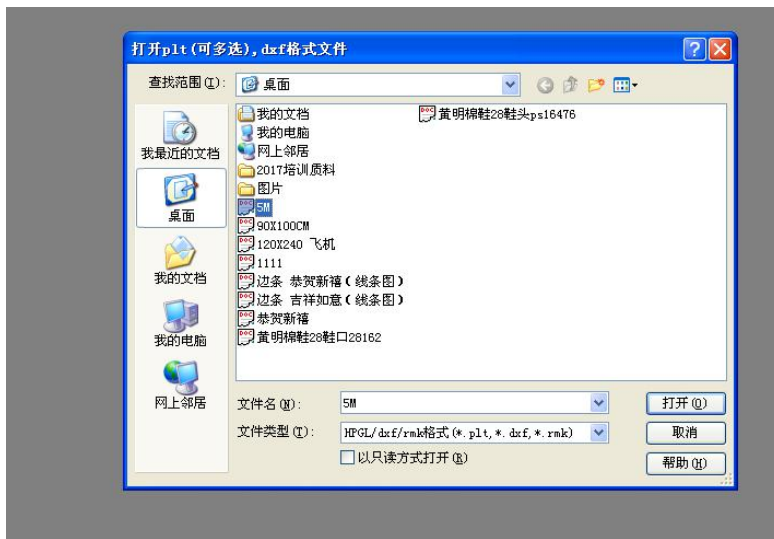 打开plt(可多选),dxf格式文件
查找范围(I):
桌面
我最近的文档
桌面
我的文档
我的电脑
网上邻居
我的文档
我的电脑
网上邻居
2017培训质料
图片
5M
90X100CM
120X240 飞机
1111
边条 恭贺新禧(线条图)
边条 吉祥如意(线条图)
恭贺新禧
黄明棉鞋28鞋口28162
黄明棉鞋28鞋头ps16476
文件名(N):
5M
打开(O)
文件类型(T):
HPGL/dxf/rmk格式(*.plt,*.dxf,*.rmk)
取消
以只读方式打开(R)
帮助(H)